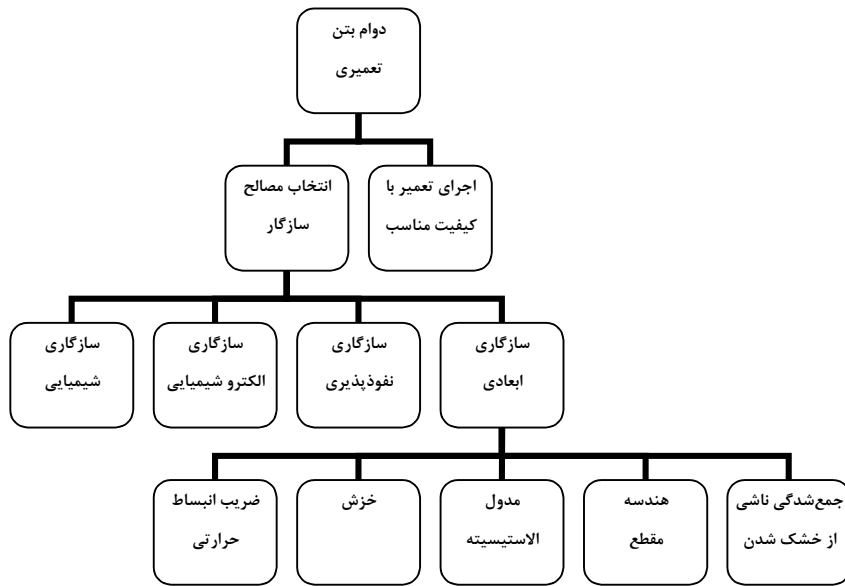 دوام بتن
تعمیری
اجرای تعمیر با
کیفیت مناسب
انتخاب مصالح
سازگار
سازگاری
ابعادی
سازگاری
نفوذپذیری
سازگاری
الکترو شیمیایی
سازگاری
شیمیایی
جمع‌شدگی ناشی
از خشک شدن
هندسه
مقطع
مدول
الاستیسیته
خزش
ضریب انبساط
حرارتی